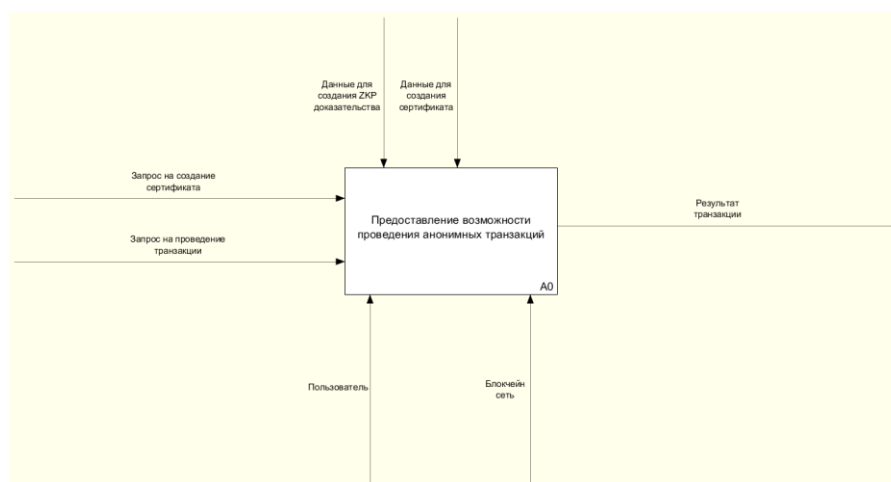 Данные для
создания ZKP
доказательства
Данные для
создания
сертификата
Запрос на создание
сертификата
Запрос на проведение
транзакции
Предоставление возможности
проведения анонимных транзакций
A0
Результат
транзакции
Пользователь
Блокчейн
сеть